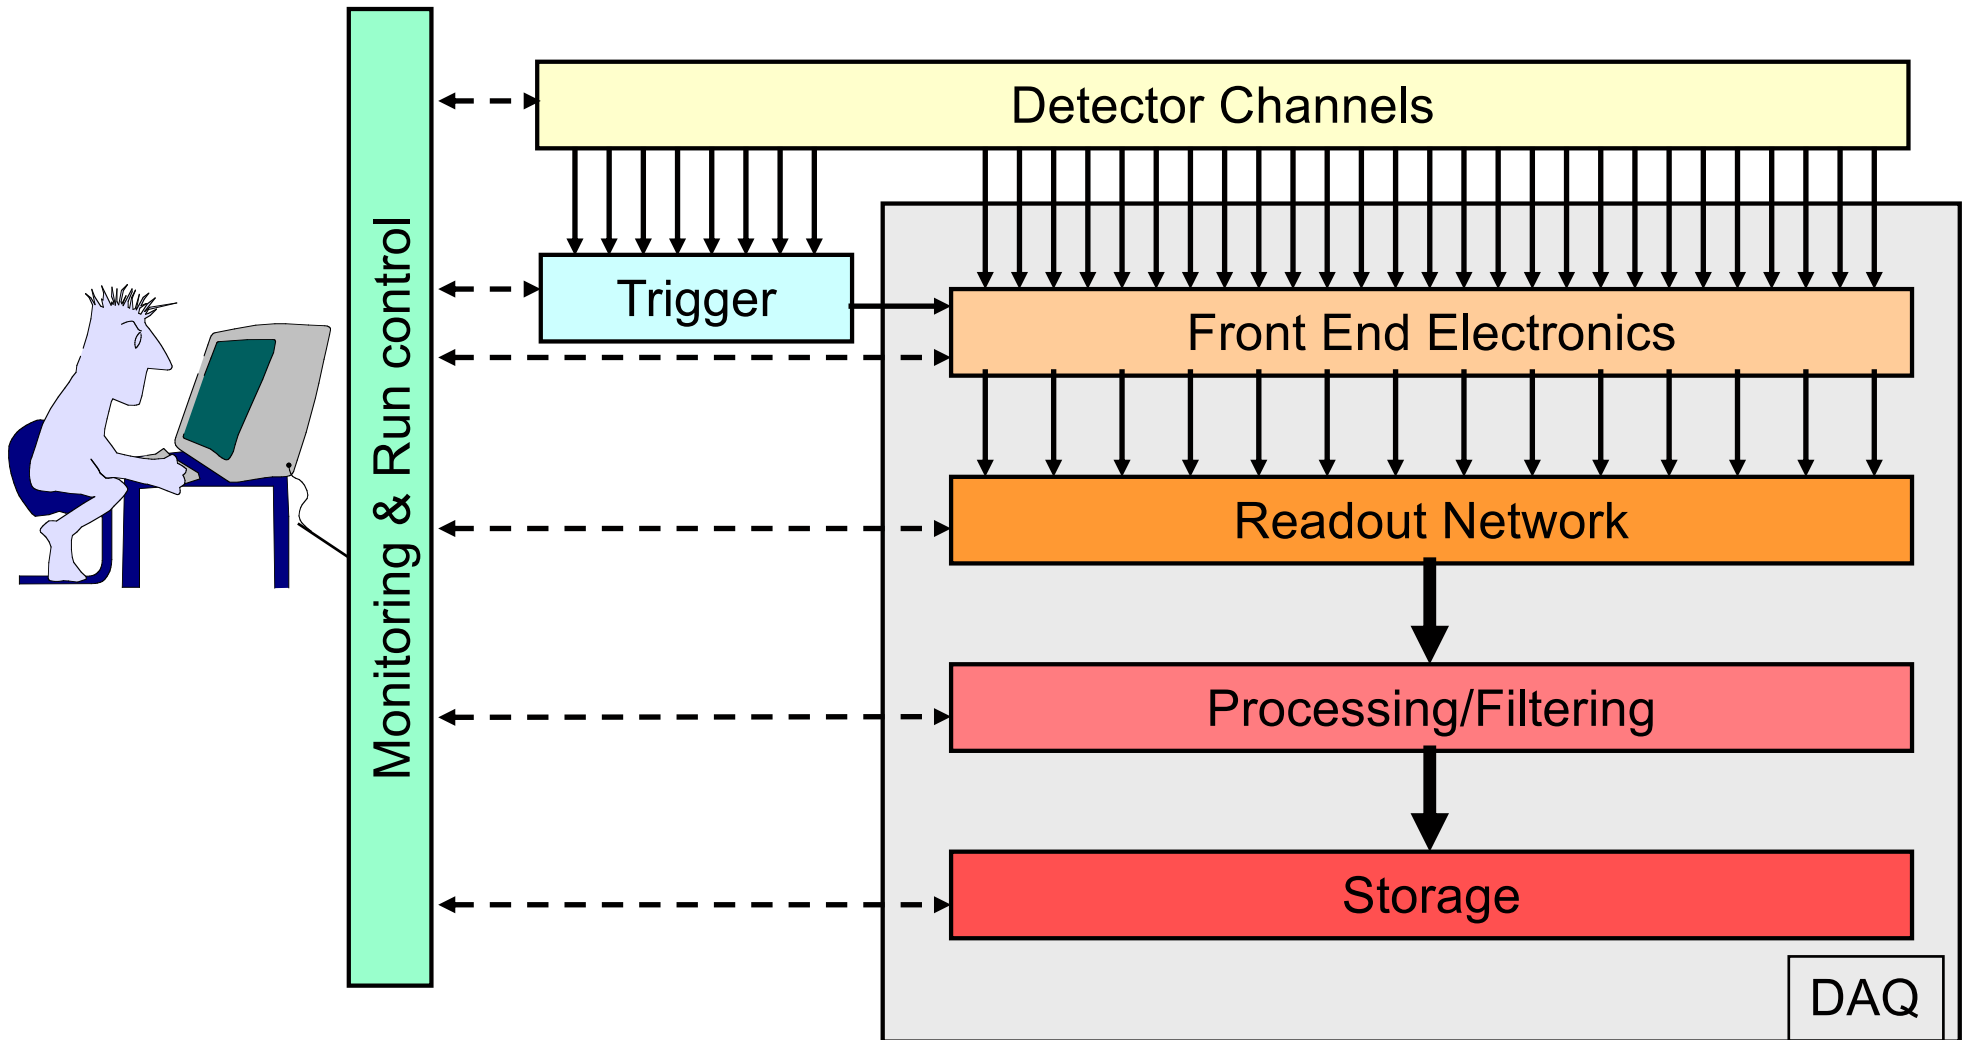 Monitoring & Run control
Detector Channels
Trigger
Front End Electronics
Readout Network
Processing/Filtering
Storage
DAQ